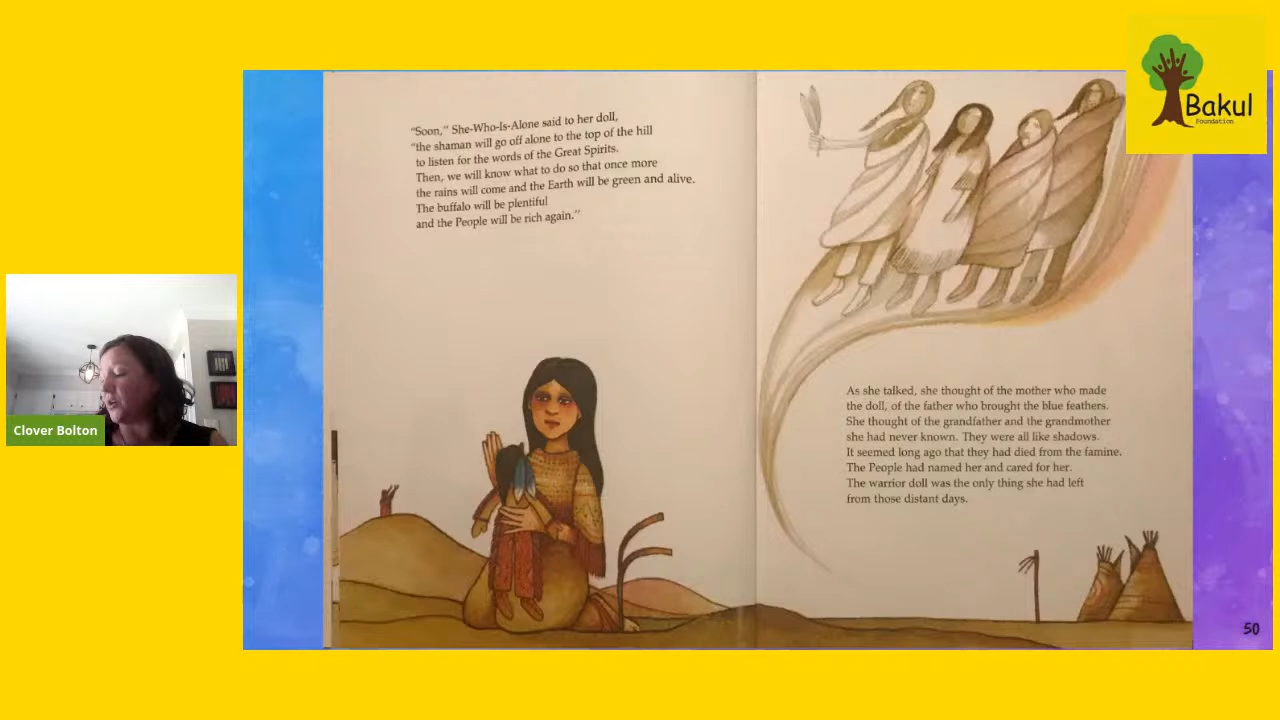 "Soon," She-Who-Is-Alone said to her doll,
"the shaman will go off alone to the top of the hill
to listen for the words of the Great Spirits.
Then, we will know what to do so that once more
the rains will come and the Earth will be green and alive.
The buffalo will be plentiful
and the People will be rich again."
As she talked, she thought of the mother who made
the doll, of the father who brought the blue feathers.
She thought of the grandfather and the grandmother
she had never known. They were all like shadows.
It seemed long ago that they had died from the famine.
The People had named her and cared for her.
The warrior doll was the only thing she had left
from those distant days.
Bakul
Foundation
Clover Bolton
50